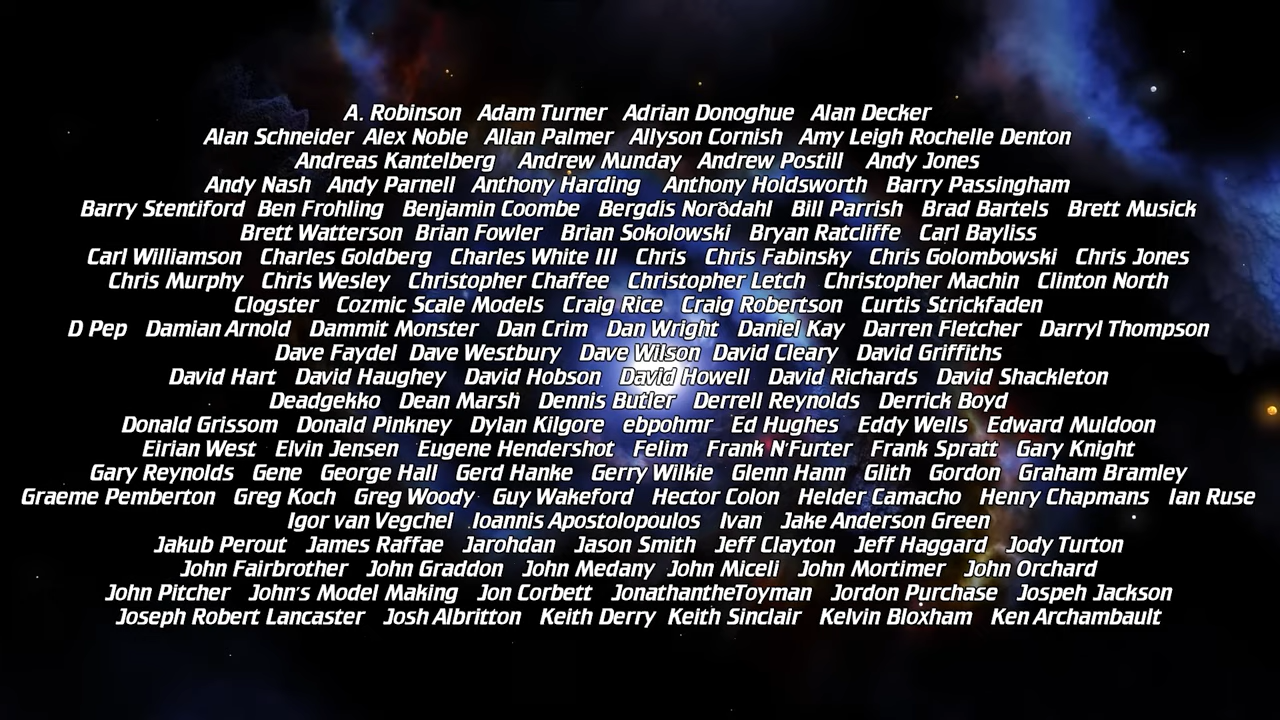 A. Robinson Adam Turner Adrian Donoghue Alan Decker
Alan Schneider Alex Noble Allan Palmer Allyson Cornish Amy Leigh Rochelle Denton
Andreas Kantelberg Andrew Munday Andrew Postill Andy Jones
Andy Nash Andy Parnell Anthony Harding Anthony Holdsworth Barry Passingham
Barry Stentiford Ben Frohling Benjamin Coombe Bergdís Norðdahl Bill Parrish Brad Bartels Brett Musick
Brett Watterson Brian Fowler Brian Sokolowski Bryan Ratcliffe Carl Bayliss
Carl Williamson Charles Goldberg Charles White III Chris Chris Fabinsky Chris Golombowski Chris Jones
Chris Murphy Chris Wesley Christopher Chaffee Christopher Letch Christopher Machin Clinton North
Clogster Cozmic Scale Models Craig Rice Craig Robertson Curtis Strickfaden
D Pep Damian Arnold Dammit Monster Dan Crim Dan Wright Daniel Kay Darren Fletcher Darryl Thompson
Dave Faydel Dave Westbury Dave Wilson David Cleary David Griffiths
David Hart David Haughey David Hobson David Howell David Richards David Shackleton
Deadgekko Dean Marsh Dennis Butler Derrell Reynolds Derrick Boyd
Donald Grissom Donald Pinkney Dylan Kilgore ebpohmr Ed Hughes Eddy Wells Edward Muldoon
Eirian West Elvin Jensen Eugene Hendershot Felim Frank N'Furter Frank Spratt Gary Knight
Gary Reynolds Gene George Hall Gerd Hanke Gerry Wilkie Glenn Hann Glith Gordon Graham Bramley
Graeme Pemberton Greg Koch Greg Woody Guy Wakeford Hector Colon Helder Camacho Henry Chapmans Ian Ruse
Igor van Vegchel Ioannis Apostolopoulos Ivan Jake Anderson Green
Jakub Perout James Raffae Jarohdan Jason Smith Jeff Clayton Jeff Haggard Jody Turton
John Fairbrother John Graddon John Medany John Miceli John Mortimer John Orchard
John Pitcher John's Model Making Jon Corbett JonathantheToyman Jordon Purchase Jospeh Jackson
Joseph Robert Lancaster Josh Albritton Keith Derry Keith Sinclair Kelvin Bloxham Ken Archambault